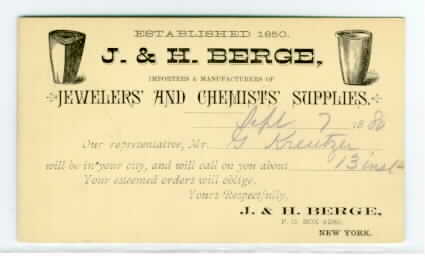 ESTABLISHED 1850.
J. & H. BERGE,
IMPORTERS & MANUFACTURERS OF
JEWELERS' AND CHEMISTS' SUPPLIES.
Sept 7 188
Our representative, Mr. G Kreutzer
will be in your city, and will call on you about 13 inst
Your esteemed orders will oblige.
Yours Respectfully,
J. & H. BERGE,
P. O. BOX
NEW YORK.